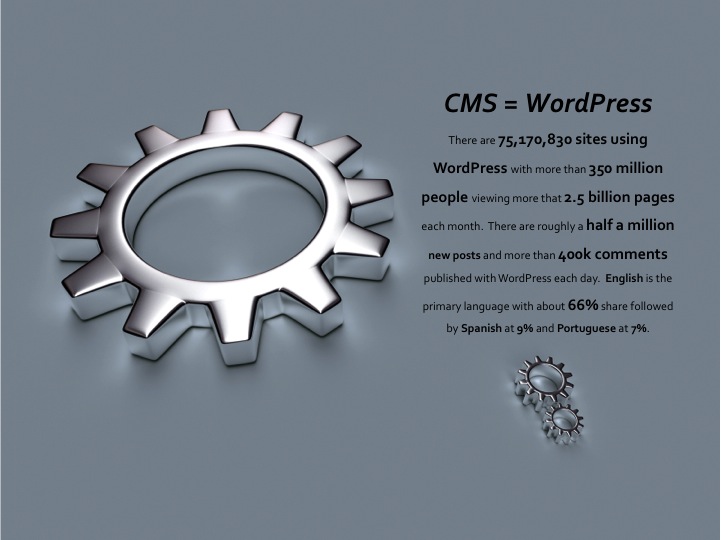 CMS = WordPress
There are 75,170,830 sites using
WordPress with more than 350 million
people viewing more that 2.5 billion pages
each month. There are roughly a half a million
new posts and more than 400k comments
published with WordPress each day. English is the
primary language with about 66% share followed
by Spanish at 9% and Portuguese at 7%.